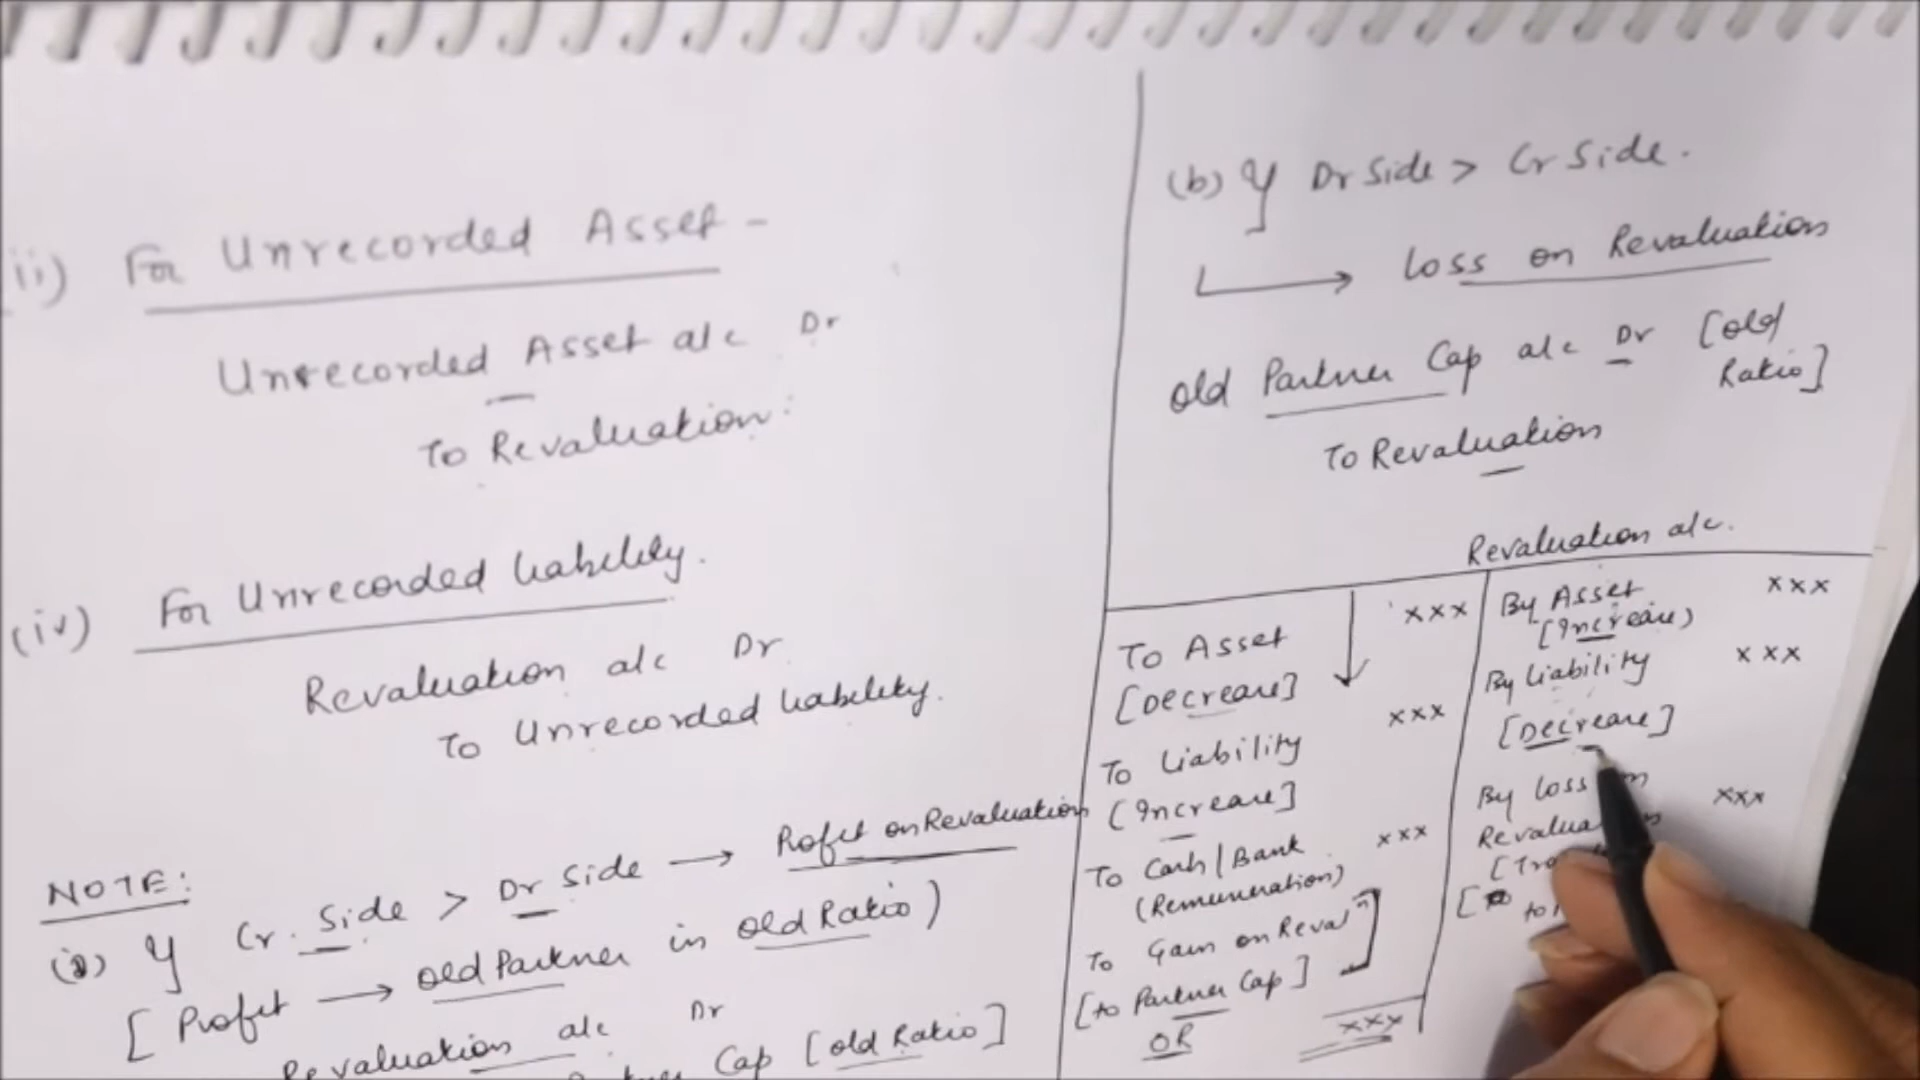 ii) For Unrecorded Asset -
Unrecorded Asset a/c Dr
To Revaluation
(iv) For Unrecorded liability.
Revaluation a/c Dr
To Unrecorded liability.
NOTE:
If Cr. Side > Dr Side → Profit on Revaluation
[Profit → old Partner in old Ratio)
Revaluation a/c Dr
Cap [old Ratio]
(b) If Dr Side > Cr Side.
→ Loss on Revaluation
old Partner Cap a/c Dr [old
Ratio]
To Revaluation
Revaluation a/c.
To Asset xxx
[Decrease]
To Liability xxx
[Increase]
To Cash/Bank xxx
(Remuneration)
To Gain on Reval^n
[to Partner Cap]
OR xxx
By Asset xxx
[Increase)
By Liability xxx
[Decrease]
By Loss xxx